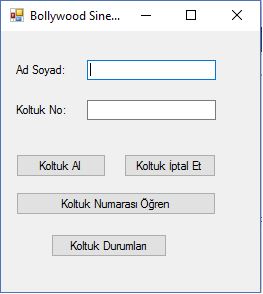 Bollywood Sine...
Ad Soyad:
Koltuk No:
Koltuk Al Koltuk İptal Et
Koltuk Numarası Öğren
Koltuk Durumları